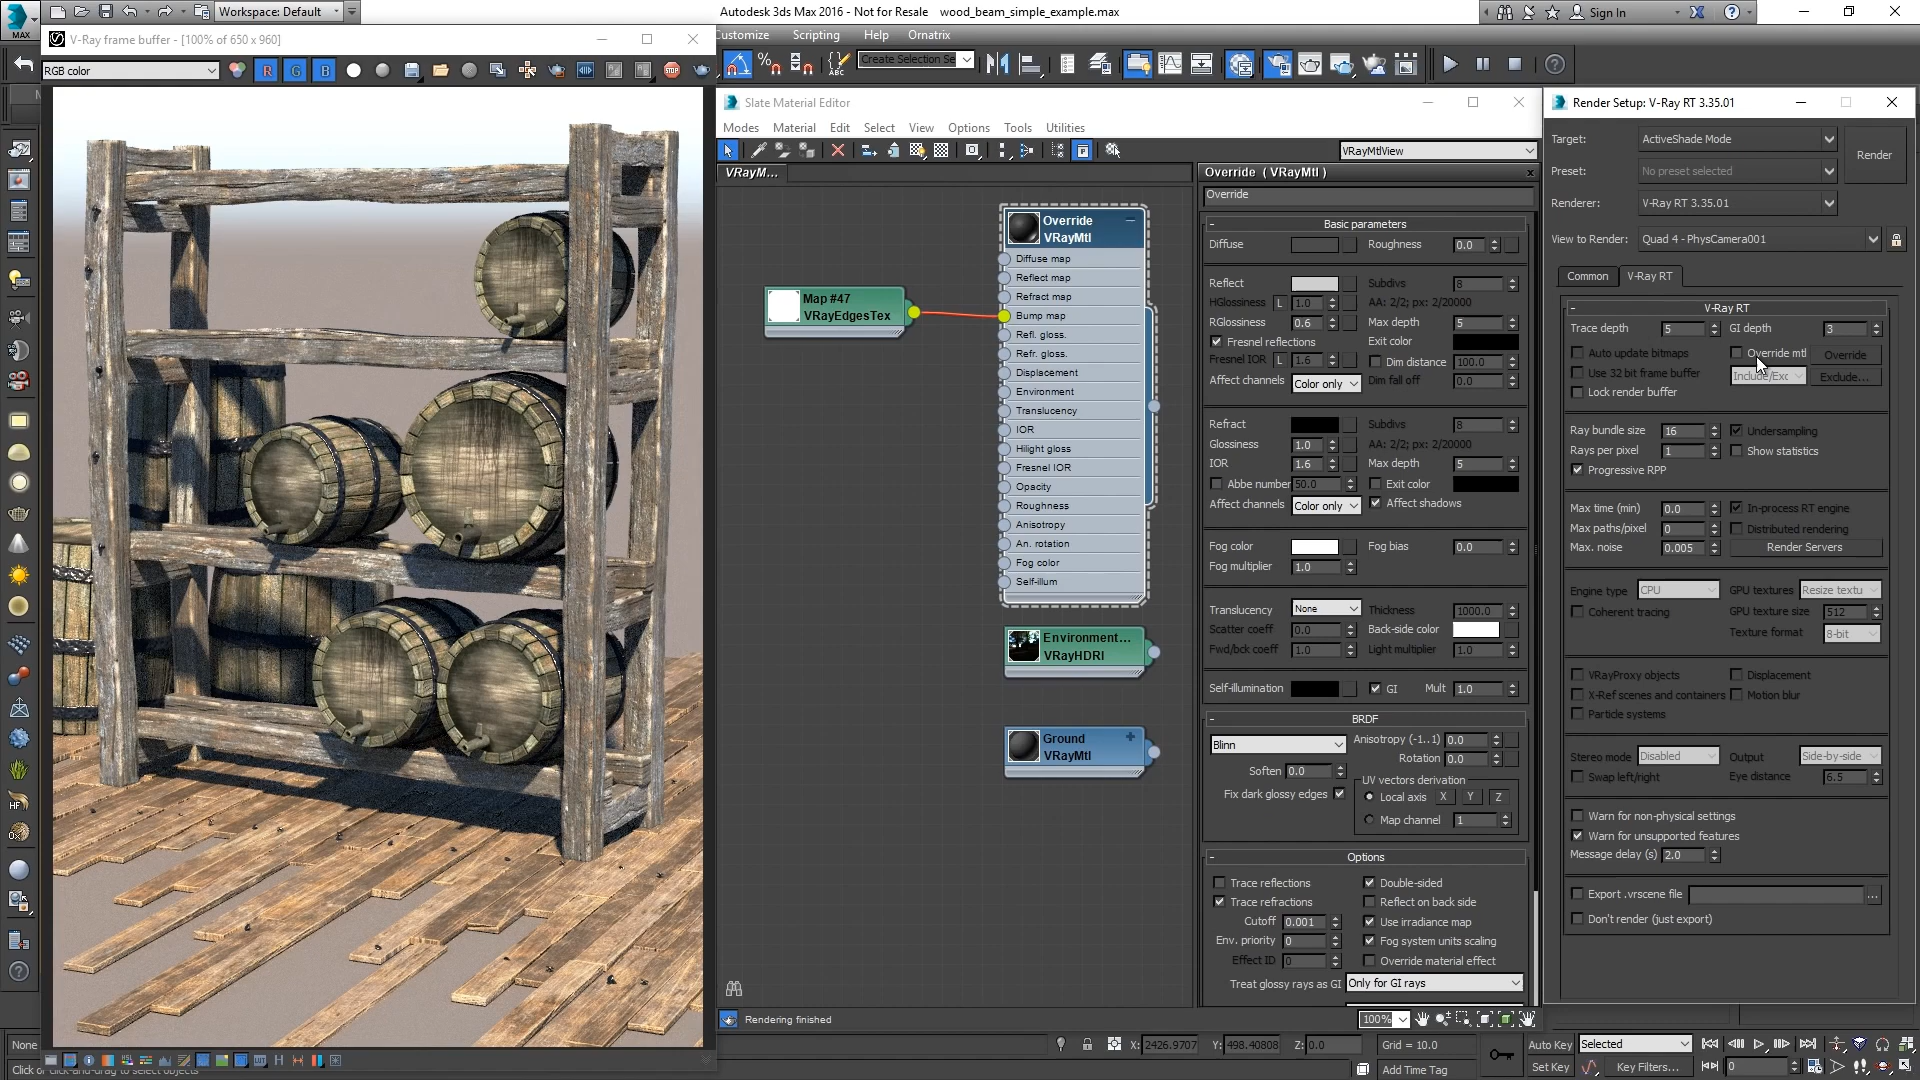 Workspace: Default
Autodesk 3ds Max 2016 - Not for Resale wood_beam_simple_example.max
Sign In
MAX
V-Ray frame buffer - [100% of 650 x 960]
Customize Scripting Help Ornatrix
RGB color
R G B
STOP
ABC
Create Selection Se
Slate Material Editor
Modes Material Edit Select View Options Tools Utilities
VRayMtlView
VRayM...
Override ( VRayMtl )
Override
Override
VRayMtl
Diffuse map
Reflect map
Refract map
Bump map
Refl. gloss.
Refr. gloss.
Displacement
Environment
Translucency
IOR
Hilight gloss
Fresnel IOR
Opacity
Roughness
Anisotropy
An. rotation
Fog color
Self-illum
Map #47
VRayEdgesTex
Environment...
VRayHDRI
Ground
VRayMtl
Basic parameters
Diffuse Roughness 0.0
Reflect Subdivs 8
HGlossiness L 1.0 AA: 2/2; px: 2/20000
RGlossiness 0.6 Max depth 5
Fresnel reflections Exit color
Fresnel IOR L 1.6 Dim distance 100.0
Affect channels Color only Dim fall off 0.0
Refract Subdivs 8
Glossiness 1.0 AA: 2/2; px: 2/20000
IOR 1.6 Max depth 5
Abbe number 50.0 Exit color
Affect channels Color only Affect shadows
Fog color Fog bias 0.0
Fog multiplier 1.0
Translucency None Thickness 1000.0
Scatter coeff 0.0 Back-side color
Fwd/bck coeff 1.0 Light multiplier 1.0
Self-illumination GI Mult 1.0
BRDF
Blinn Anisotropy (-1..1) 0.0
Rotation 0.0
Soften 0.0 UV vectors derivation
Fix dark glossy edges Local axis X Y Z
Map channel 1
Options
Trace reflections Double-sided
Trace refractions Reflect on back side
Cutoff 0.001 Use irradiance map
Env. priority 0 Fog system units scaling
Effect ID 0 Override material effect
Treat glossy rays as GI Only for GI rays
Rendering finished
100%
Render Setup: V-Ray RT 3.35.01
Target: ActiveShade Mode
Render
Preset: No preset selected
Renderer: V-Ray RT 3.35.01
View to Render: Quad 4 - PhysCamera001
Common V-Ray RT
V-Ray RT
Trace depth 5 GI depth 3
Auto update bitmaps Override mtl Override
Use 32 bit frame buffer Include/Exc Exclude...
Lock render buffer
Ray bundle size 16 Undersampling
Rays per pixel 1 Show statistics
Progressive RPP
Max time (min) 0.0 In-process RT engine
Max paths/pixel 0 Distributed rendering
Max. noise 0.005 Render Servers
Engine type CPU GPU textures Resize textu
Coherent tracing GPU texture size 512
Texture format 8-bit
VRayProxy objects Displacement
X-Ref scenes and containers Motion blur
Particle systems
Stereo mode Disabled Output Side-by-side
Swap left/right Eye distance 6.5
Warn for non-physical settings
Warn for unsupported features
Message delay (s) 2.0
Export .vrscene file ...
Don't render (just export)
None
X: 2426.9707 Y: 498.40808 Z: 0.0 Grid = 10.0 Auto Key Selected
Click or click-and-drag to select objects
Add Time Tag Set Key Key Filters... 0